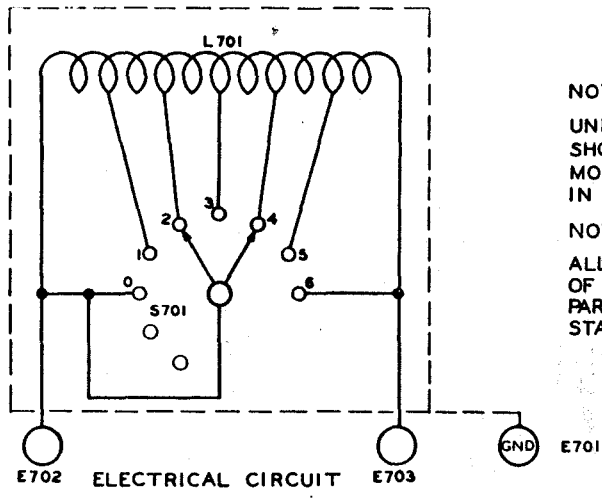 L701
3
2
4
1
5
0
6
S701
E702
ELECTRICAL CIRCUIT
E703
GND
E701
NOT
UNI
SHO
MO
IN
NO
ALL
OF
PAR
STA